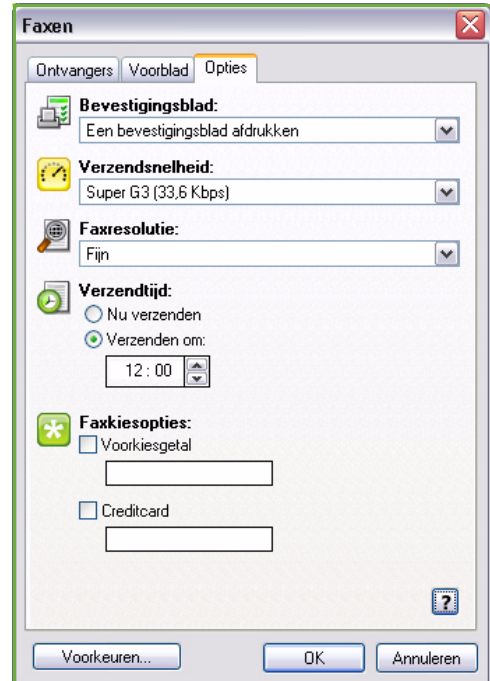 Faxen
Ontvangers Voorblad Opties
Bevestigingsblad:
Een bevestigingsblad afdrukken
Verzendsnelheid:
Super G3 (33,6 Kbps)
Faxresolutie:
Fijn
Verzendtijd:
Nu verzenden
Verzenden om:
12 : 00
Faxkiesopties:
Voorkiesgetal
Creditcard
?
Voorkeuren... OK Annuleren